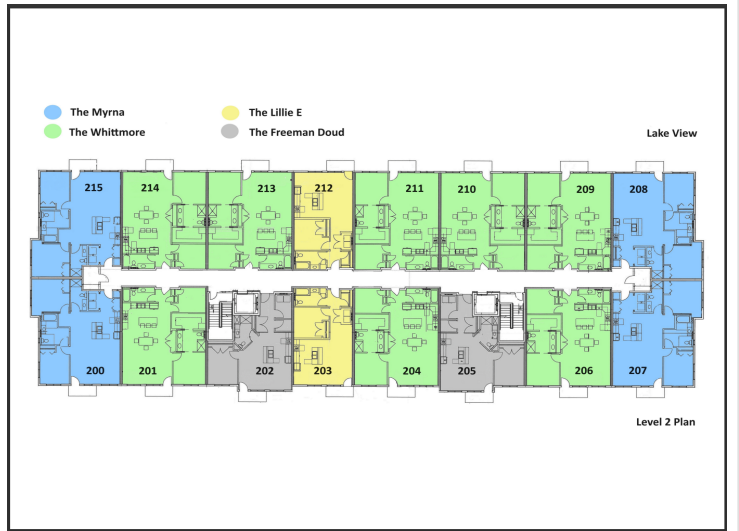 The Myrna
The Lillie E
The Whittmore
The Freeman Doud
Lake View
215
214
213
212
211
210
209
208
200
201
202
203
204
205
206
207
Level 2 Plan